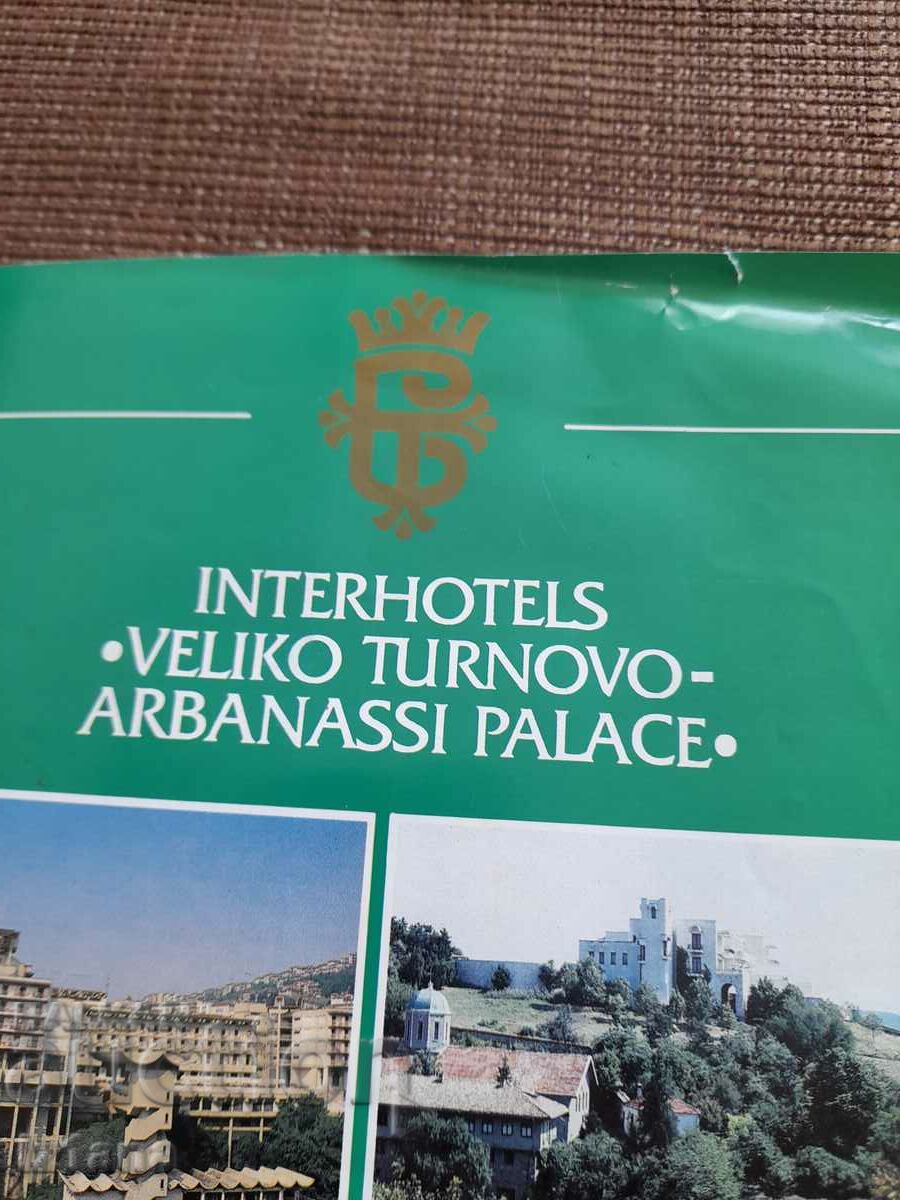 INTERHOTELS
•VELIKO TURNOVO-
ARBANASSI PALACE•